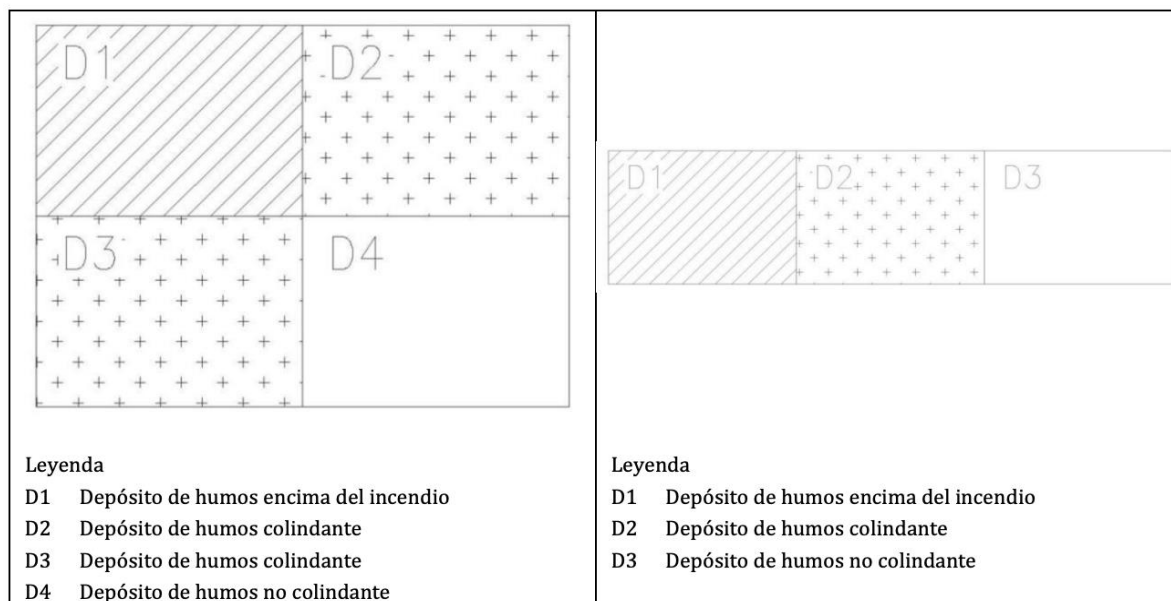 D1
D2
D3
D4
Leyenda
D1 Depósito de humos encima del incendio
D2 Depósito de humos colindante
D3 Depósito de humos colindante
D4 Depósito de humos no colindante
D1
D2
D3
Leyenda
D1 Depósito de humos encima del incendio
D2 Depósito de humos colindante
D3 Depósito de humos no colindante